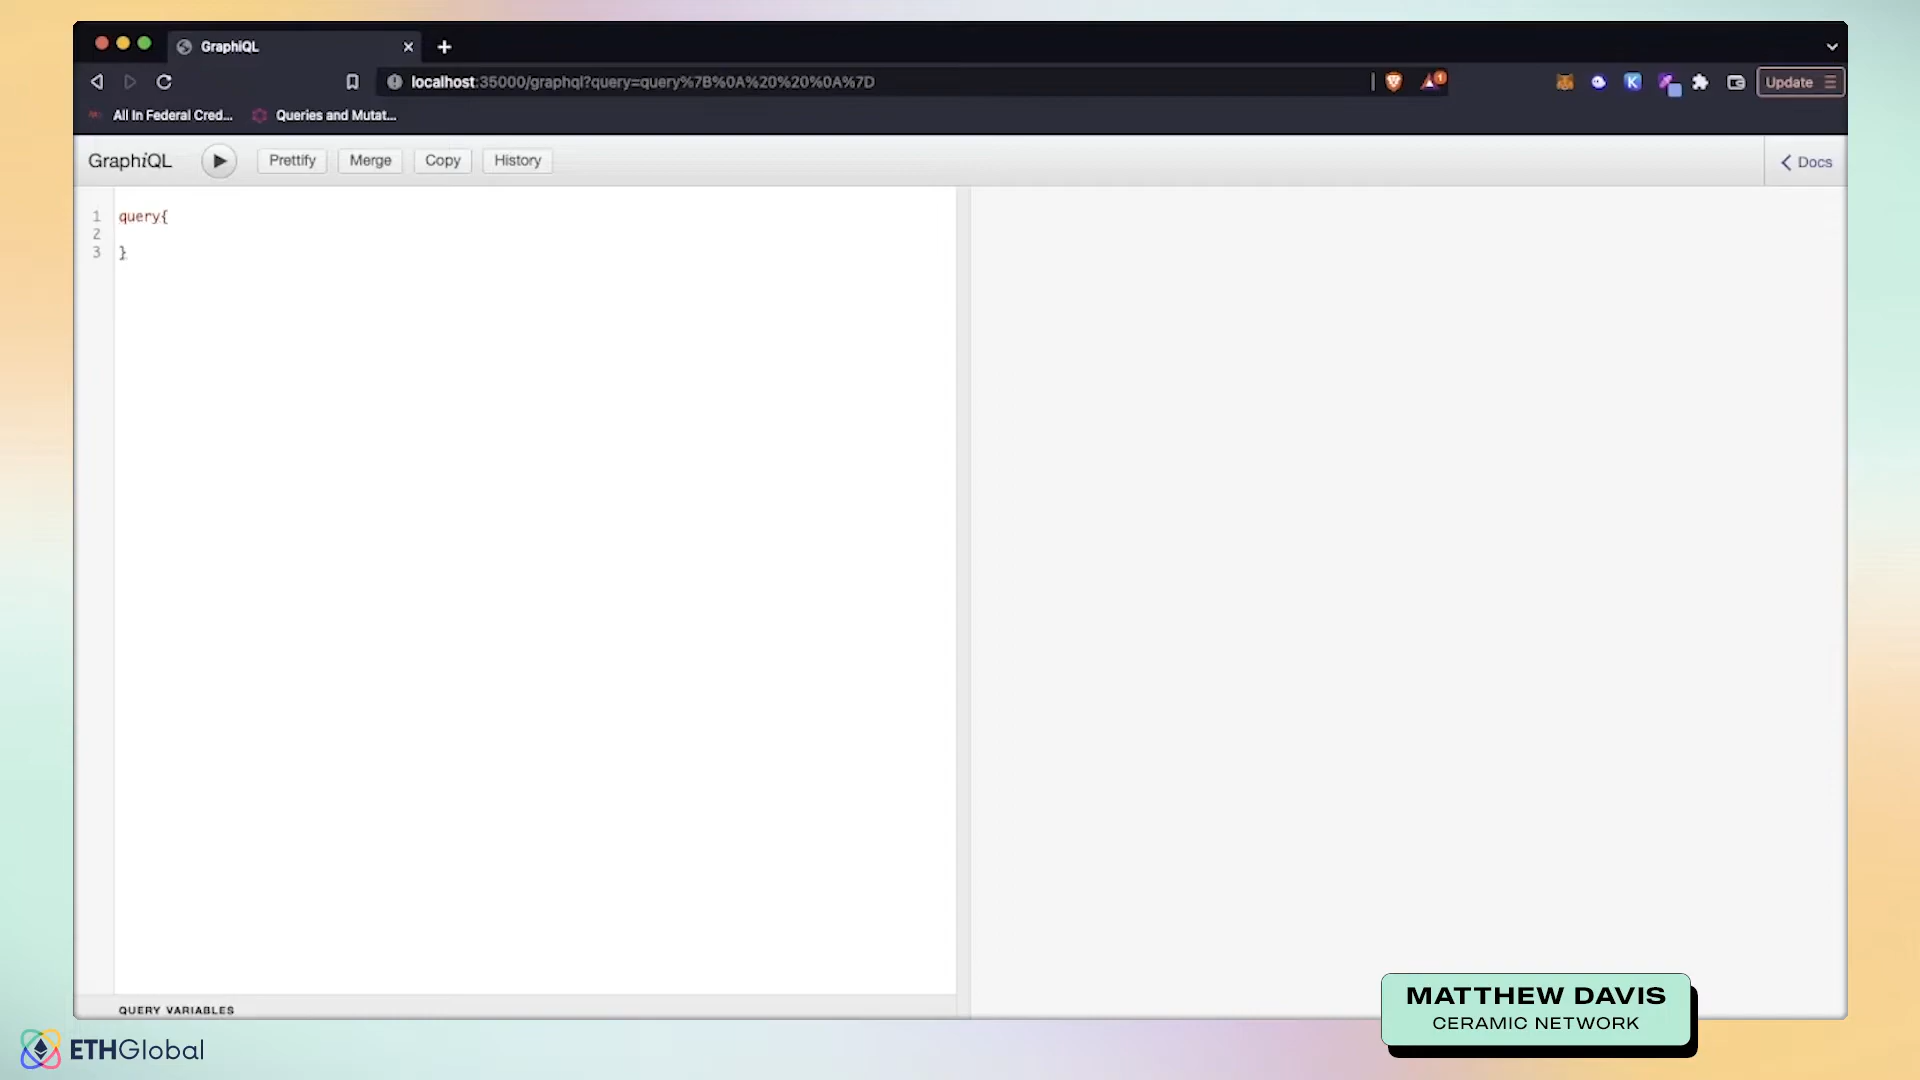 GraphiQL
localhost:35000/graphql?query=query%7B%0A%20%20%0A%7D
1
Update
All In Federal Cred...
Queries and Mutat...
GraphiQL
Prettify
Merge
Copy
History
Docs
1 query{
2
3 }
QUERY VARIABLES
MATTHEW DAVIS
CERAMIC NETWORK
ETHGlobal